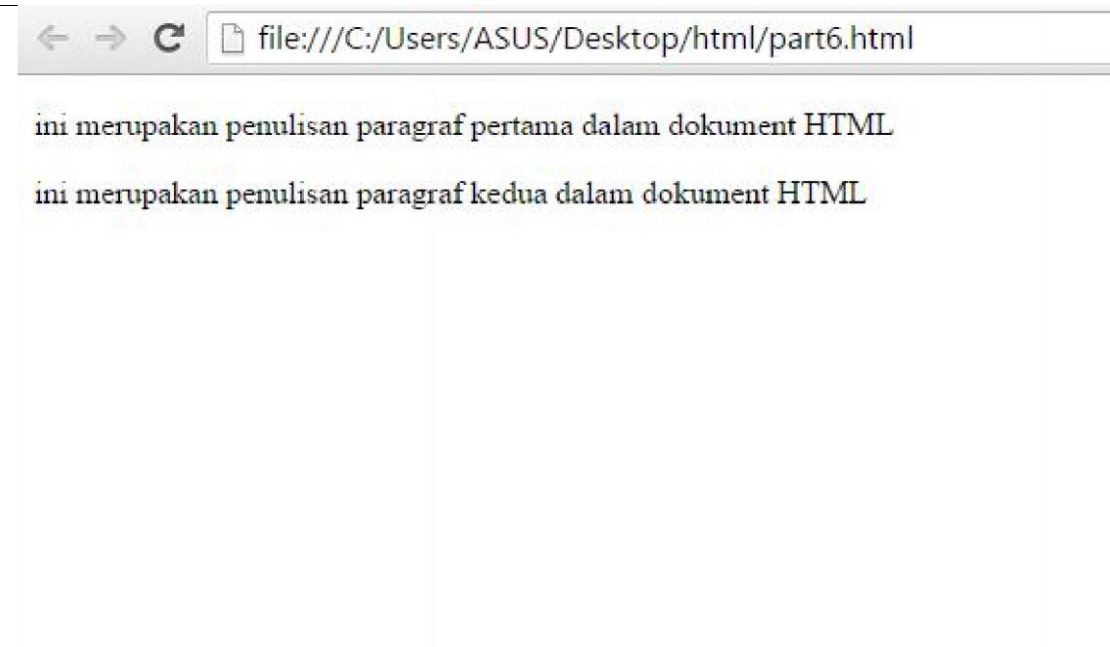 file:///C:/Users/ASUS/Desktop/html/part6.html
ini merupakan penulisan paragraf pertama dalam dokument HTML
ini merupakan penulisan paragraf kedua dalam dokument HTML